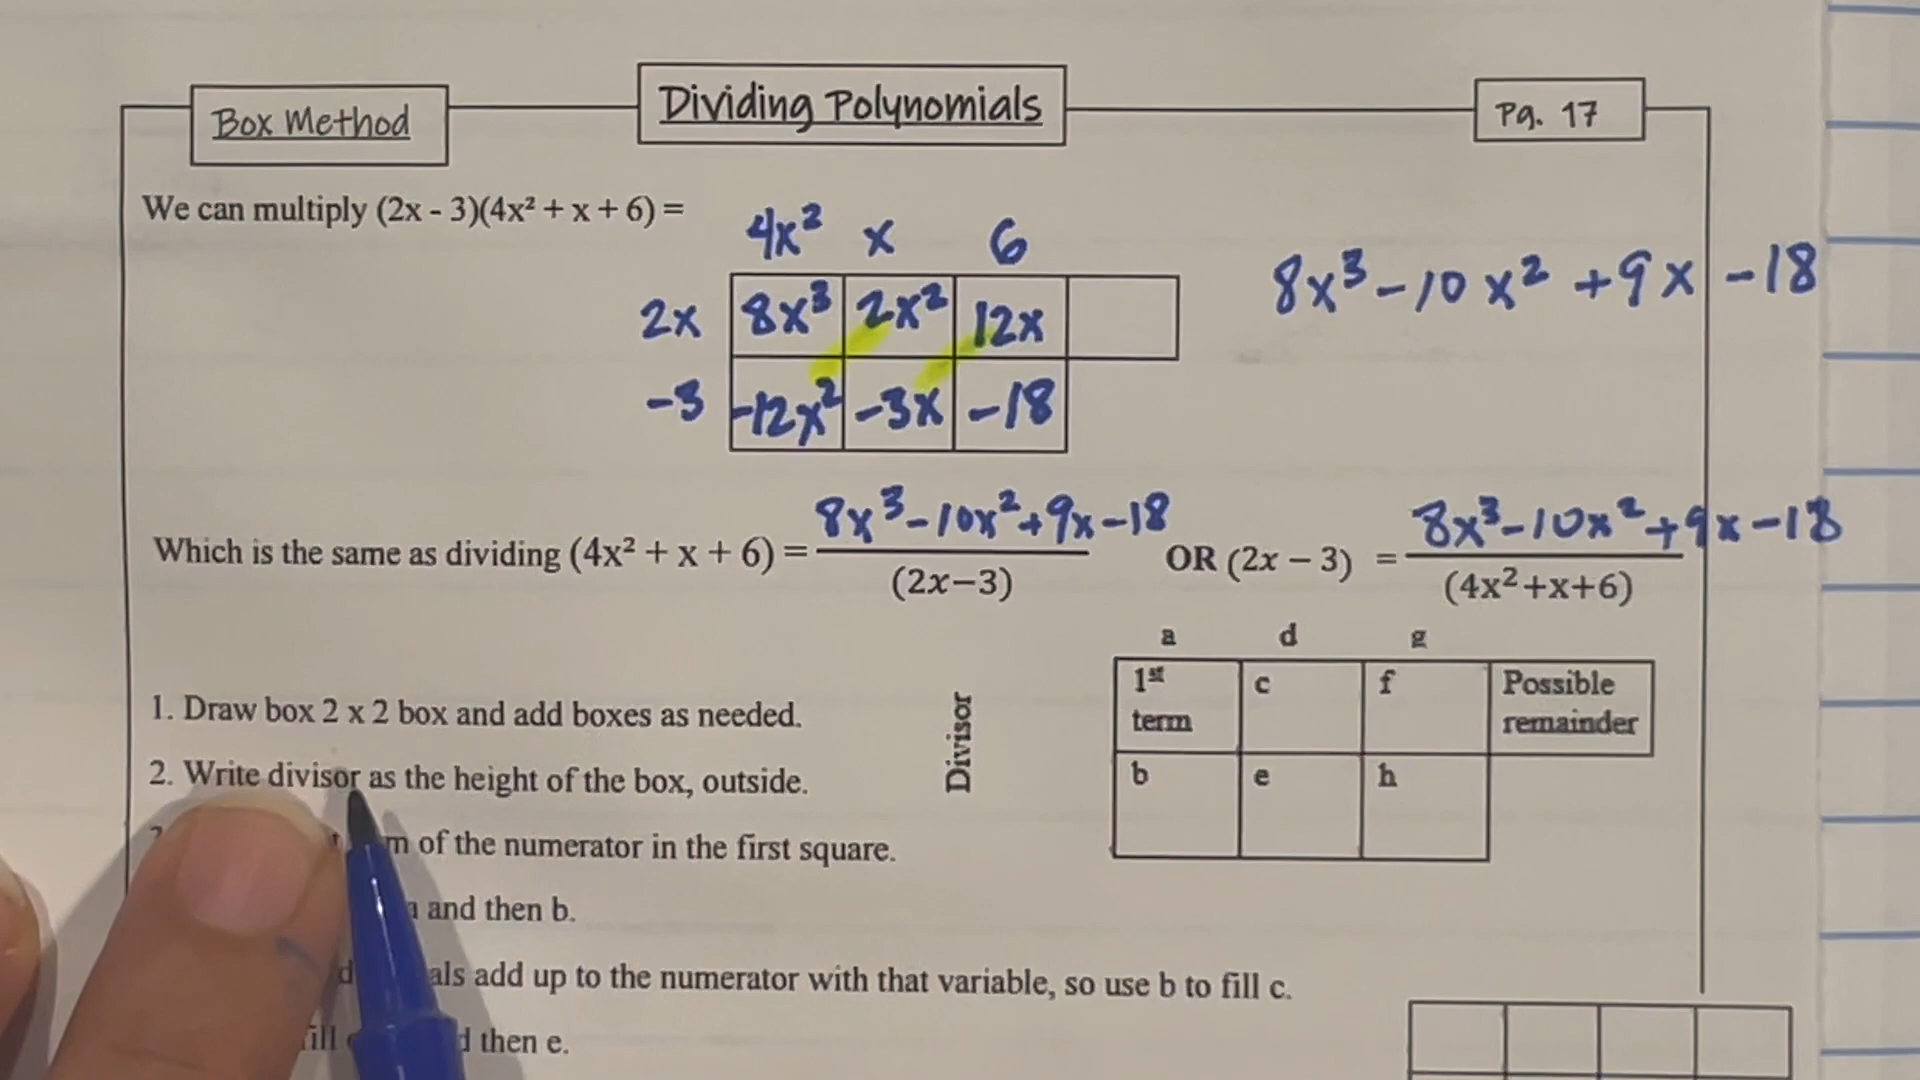 Box Method
Dividing Polynomials
Pg. 17
We can multiply (2x - 3)(4x² + x + 6) =
4x² x 6
2x 8x³ 2x² 12x
-3 -12x² -3x -18
8x³ - 10x² + 9x - 18
Which is the same as dividing (4x² + x + 6) = 8x³ - 10x² + 9x - 18
(2x-3)
OR (2x - 3) = 8x³ - 10x² + 9x - 18
(4x²+x+6)
1. Draw box 2 x 2 box and add boxes as needed.
2. Write divisor as the height of the box, outside.
of the numerator in the first square.
and then b.
add up to the numerator with that variable, so use b to fill c.
then e.
Divisor
a d g
1st term c f Possible remainder
b e h